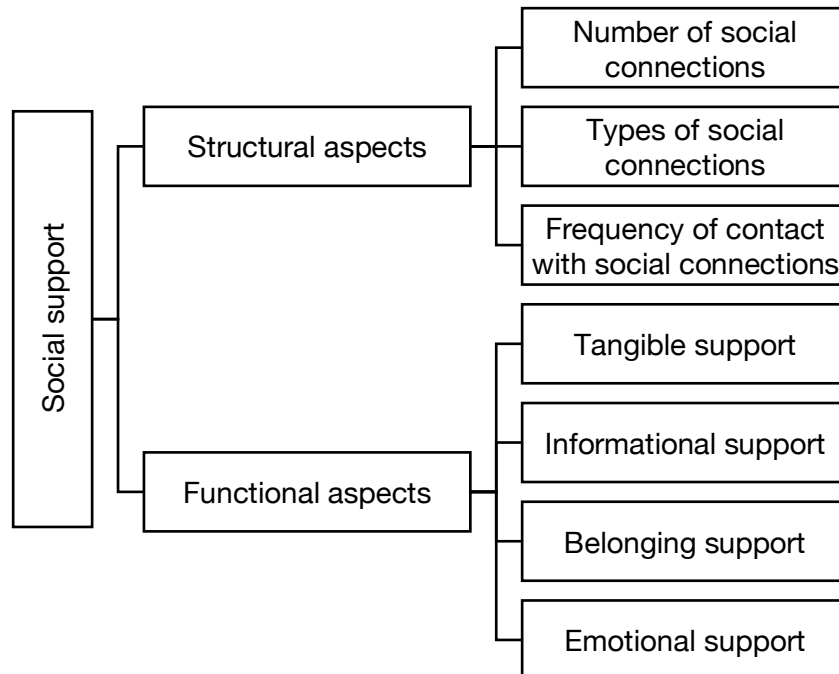 Social support
Structural aspects
Number of social
connections
Types of social
connections
Frequency of contact
with social connections
Functional aspects
Tangible support
Informational support
Belonging support
Emotional support